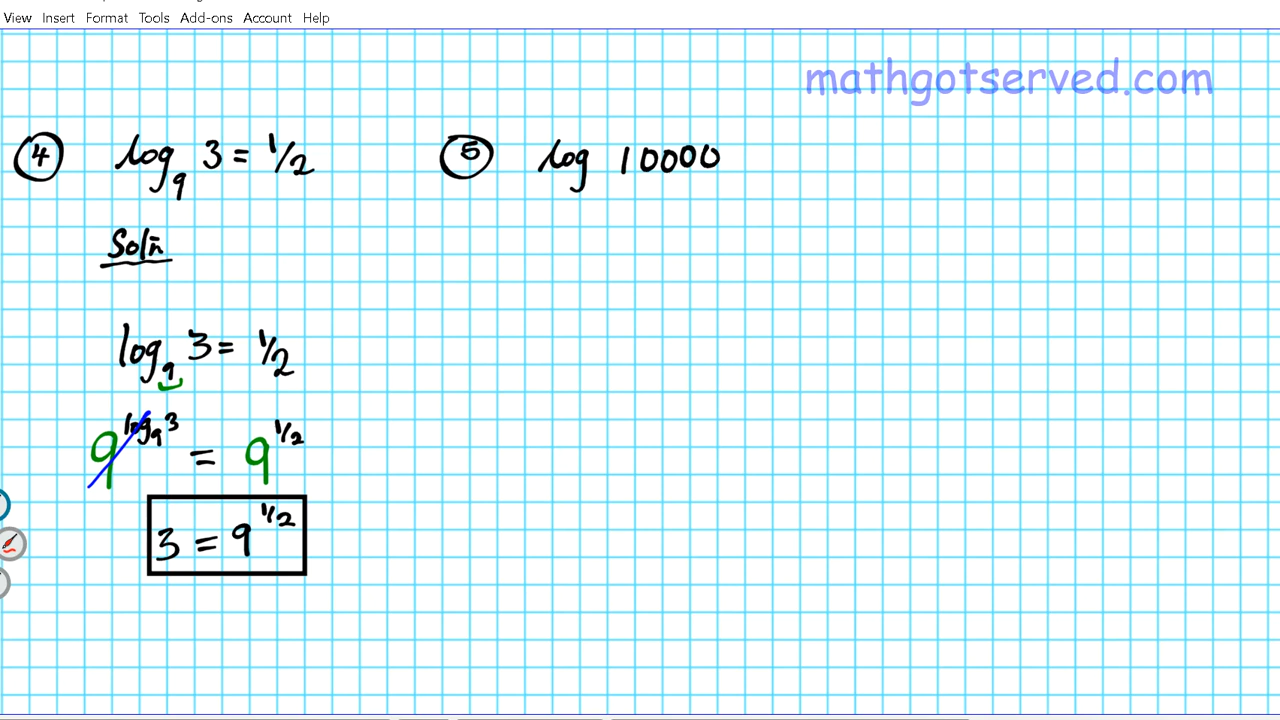 View Insert Format Tools Add-ons Account Help
mathgotserved.com
④ log₉ 3 = 1/2
Sol'n
log₉ 3 = 1/2
9^(log₉ 3) = 9^(1/2)
3 = 9^(1/2)
⑤ log 10000